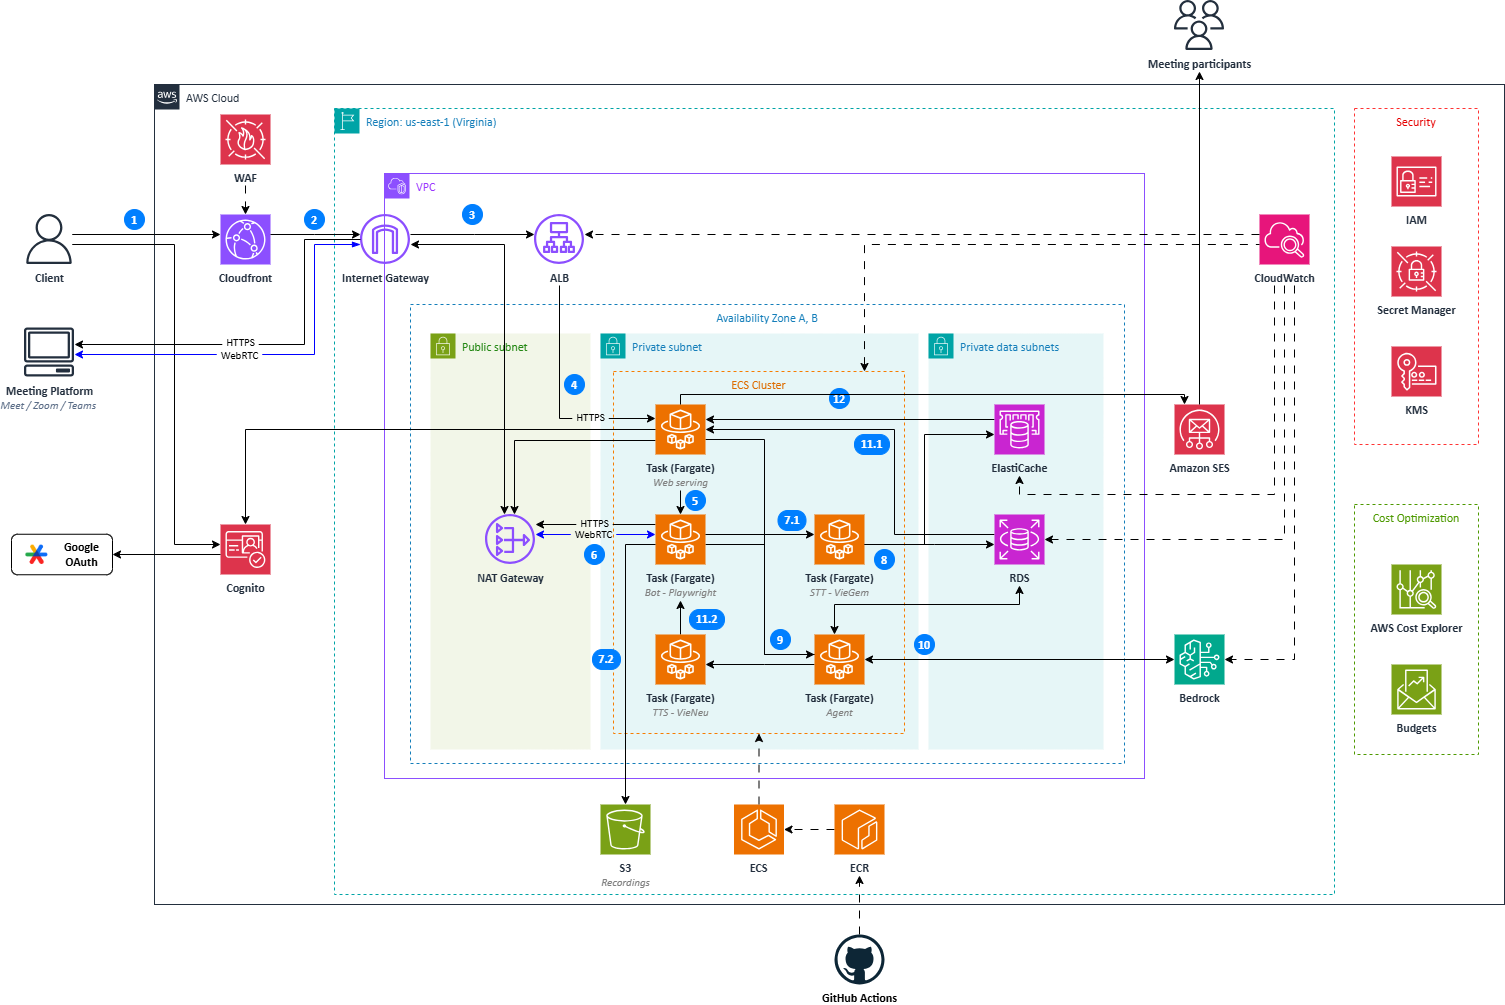 Meeting participants
aws
AWS Cloud
Region: us-east-1 (Virginia)
Security
WAF
VPC
IAM
1
2
3
Client
Cloudfront
Internet Gateway
ALB
CloudWatch
Secret Manager
Availability Zone A, B
HTTPS
WebRTC
Public subnet
Private subnet
Private data subnets
Meeting Platform
Meet / Zoom / Teams
4
ECS Cluster
12
KMS
HTTPS
11.1
Task (Fargate)
Web serving
ElastiCache
Amazon SES
5
7.1
Cost Optimization
HTTPS
WebRTC
6
8
Google
OAuth
Cognito
NAT Gateway
Task (Fargate)
Bot - Playwright
Task (Fargate)
STT - VieGem
RDS
11.2
9
10
AWS Cost Explorer
7.2
Task (Fargate)
TTS - VieNeu
Task (Fargate)
Agent
Bedrock
Budgets
S3
Recordings
ECS
ECR
GitHub Actions